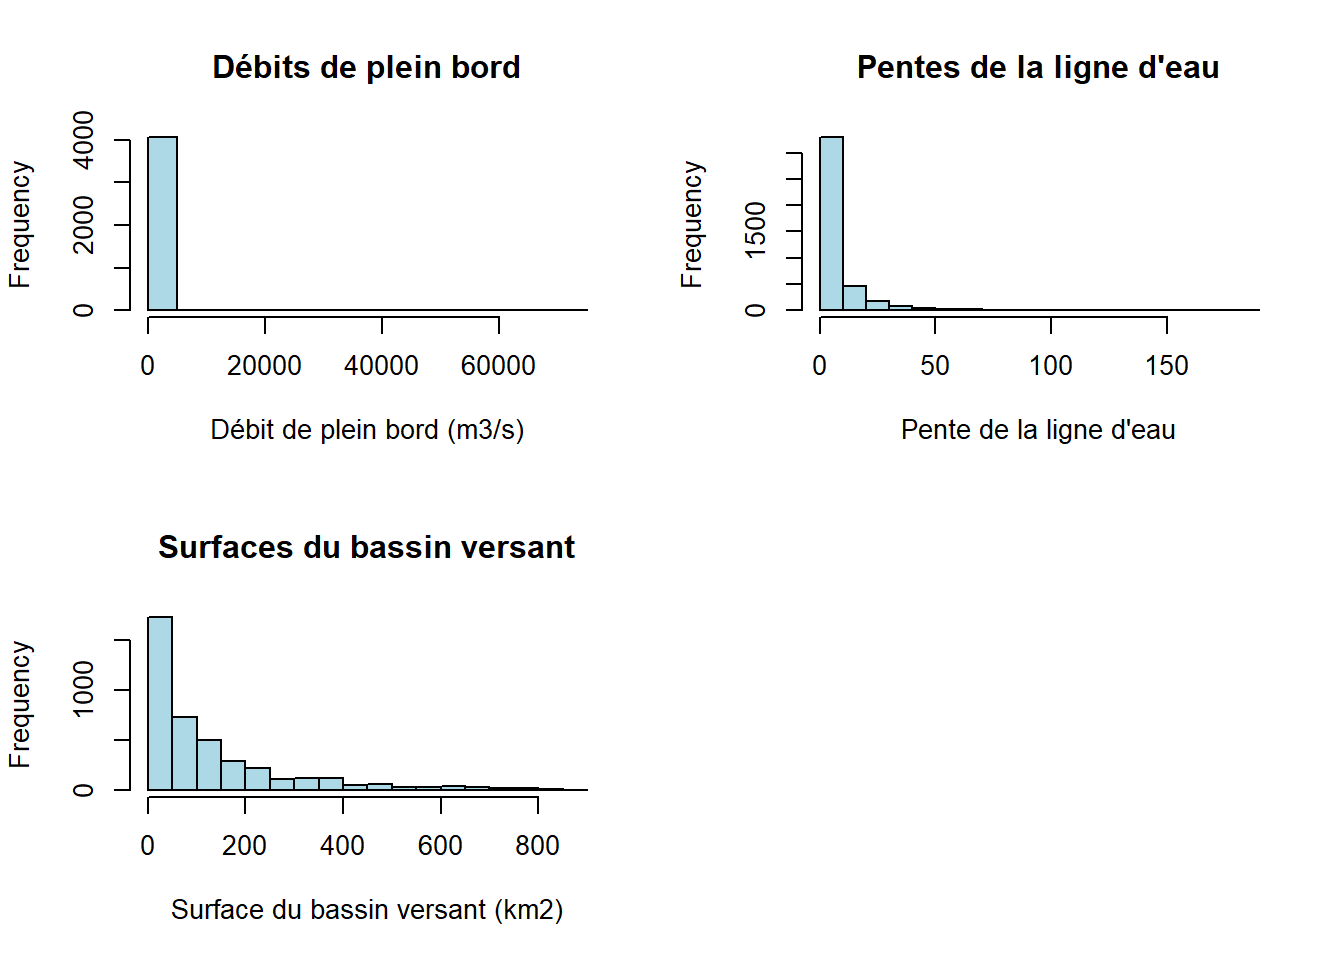 Débits de plein bord
Frequency
4000
2000
0
0 20000 40000 60000
Débit de plein bord (m3/s)
Pentes de la ligne d'eau
Frequency
1500
0
0 50 100 150
Pente de la ligne d'eau
Surfaces du bassin versant
Frequency
1000
0
0 200 400 600 800
Surface du bassin versant (km2)